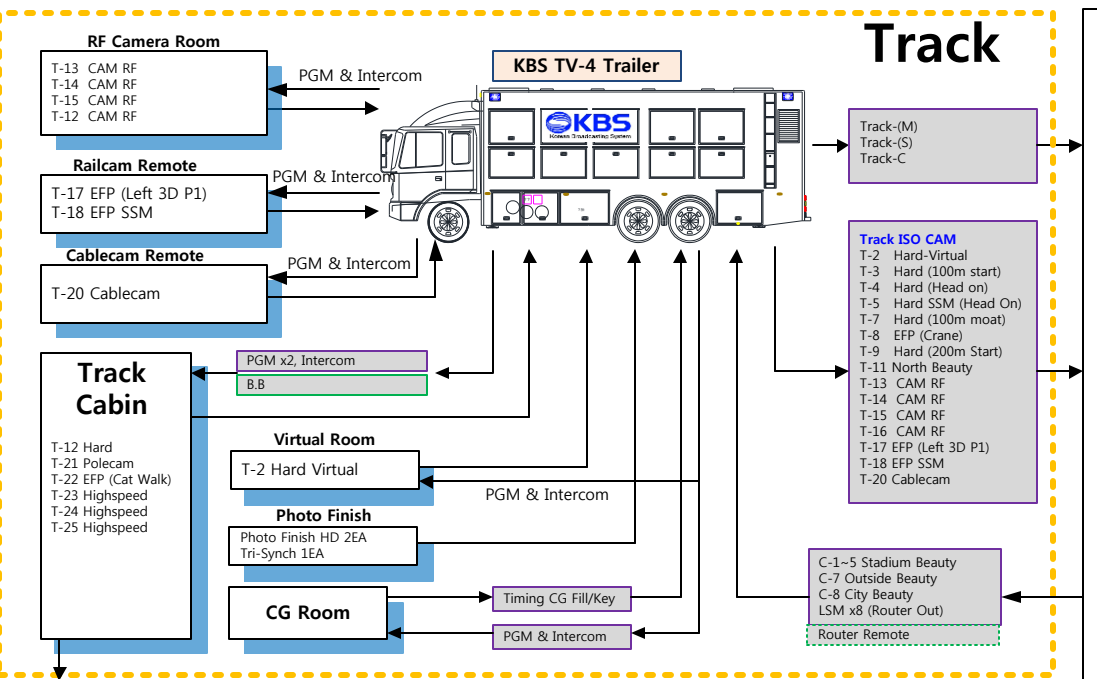 Track
RF Camera Room
T-13 CAM RF
T-14 CAM RF
T-15 CAM RF
T-12 CAM RF
PGM & Intercom
KBS TV-4 Trailer
KBS
Korean Broadcasting System
Track-(M)
Track-(S)
Track-C
Railcam Remote
T-17 EFP (Left 3D P1)
T-18 EFP SSM
PGM & Intercom
Cablecam Remote
T-20 Cablecam
PGM & Intercom
Track ISO CAM
T-2 Hard-Virtual
T-3 Hard (100m start)
T-4 Hard (Head on)
T-5 Hard SSM (Head On)
T-7 Hard (100m moat)
T-8 EFP (Crane)
T-9 Hard (200m Start)
T-11 North Beauty
T-13 CAM RF
T-14 CAM RF
T-15 CAM RF
T-16 CAM RF
T-17 EFP (Left 3D P1)
T-18 EFP SSM
T-20 Cablecam
Track
Cabin
T-12 Hard
T-21 Polecam
T-22 EFP (Cat Walk)
T-23 Highspeed
T-24 Highspeed
T-25 Highspeed
PGM x2, Intercom
B.B
Virtual Room
T-2 Hard Virtual
PGM & Intercom
Photo Finish
Photo Finish HD 2EA
Tri-Synch 1EA
CG Room
Timing CG Fill/Key
PGM & Intercom
C-1~5 Stadium Beauty
C-7 Outside Beauty
C-8 City Beauty
LSM x8 (Router Out)
Router Remote